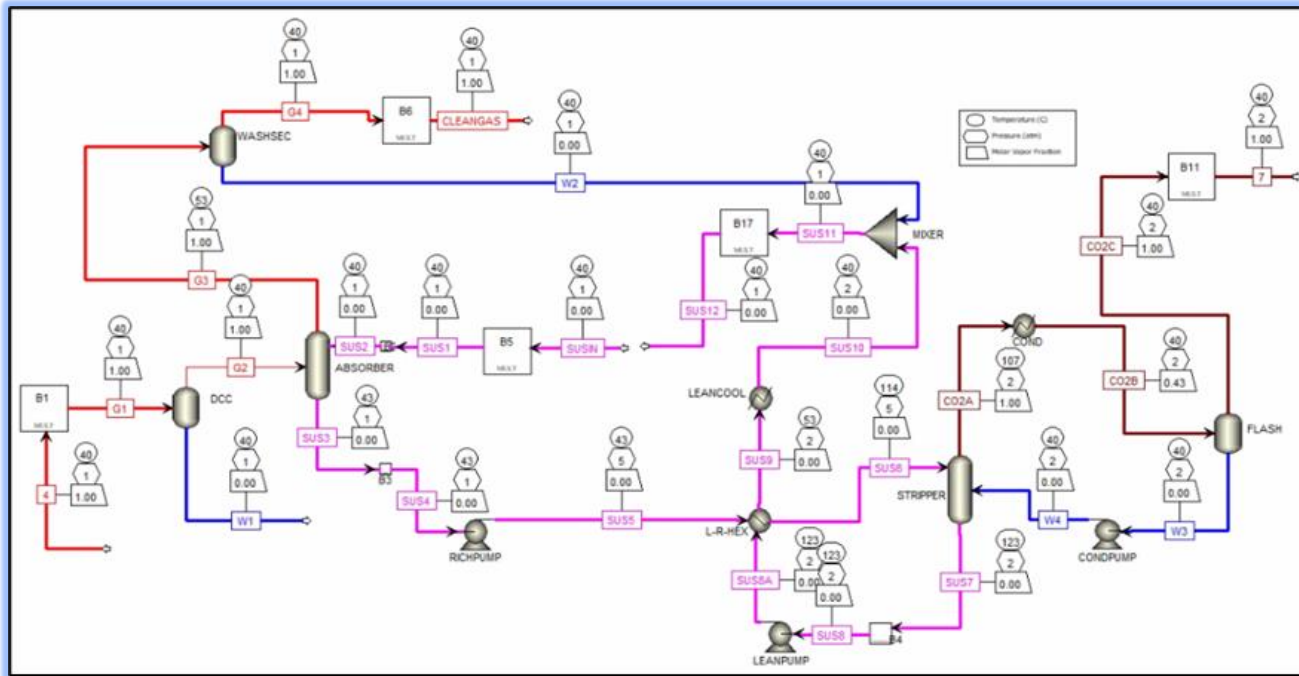 40
1
1.00
G4
B6
MULT
40
1
1.00
CLEANGAS
WASHSEC
40
1
0.00
W2
Temperature (C)
Pressure (atm)
Molar Vapor Fraction
40
2
1.00
B11
MULT
7
53
1
1.00
G3
40
1
0.00
SUS11
B17
MULT
MIXER
40
2
1.00
CO2C
40
1
1.00
G2
40
1
0.00
SUS2
40
1
0.00
SUS1
B5
MULT
40
1
0.00
SUSIN
40
1
0.00
SUS12
40
2
0.00
SUS10
ABSORBER
COND
107
2
1.00
CO2A
40
2
0.43
CO2B
B1
MULT
40
1
1.00
G1
DCC
LEANCOOL
114
5
0.00
SUS6
FLASH
43
1
0.00
SUS3
53
2
0.00
SUS9
40
1
1.00
4
40
1
0.00
W1
B3
43
1
0.00
SUS4
RICHPUMP
43
5
0.00
SUS5
L-R-HEX
STRIPPER
40
2
0.00
W4
CONDPUMP
40
2
0.00
W3
123
2
0.00
SUS8A
123
2
0.00
SUS8
LEANPUMP
B4
123
2
0.00
SUS7